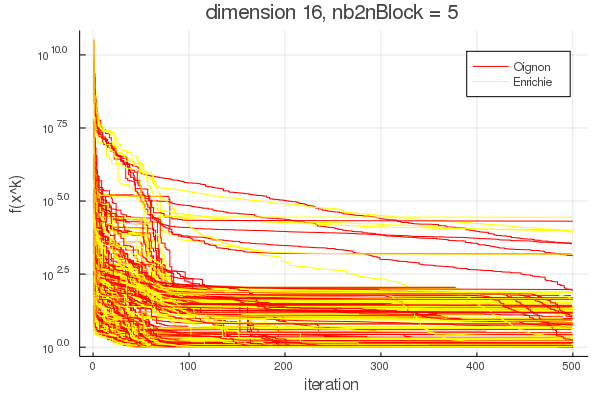 dimension 16, nb2nBlock = 5
10^10.0
Oignon
Enrichie
10^7.5
f(x^k)
10^5.0
10^2.5
10^0.0
0 100 200 300 400 500
iteration